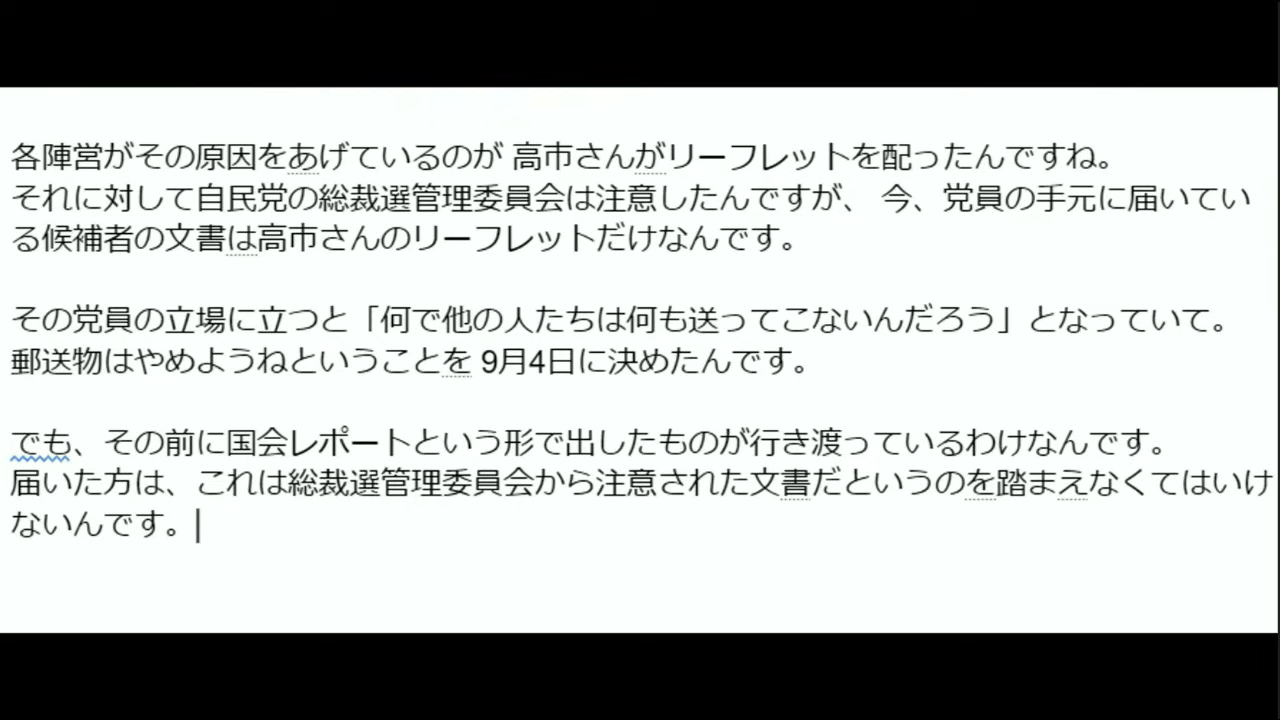 各陣営がその原因をあげているのが 高市さんがリーフレットを配ったんですね。
それに対して自民党の総裁選管理委員会は注意したんですが、 今、党員の手元に届いてい
る候補者の文書は高市さんのリーフレットだけなんです。
その党員の立場に立つと「何で他の人たちは何も送ってこないんだろう」となっていて。
郵送物はやめようねということを 9月4日に決めたんです。
でも、その前に国会レポートという形で出したものが行き渡っているわけなんです。
届いた方は、これは総裁選管理委員会から注意された文書だというのを踏まえなくてはいけ
ないんです。